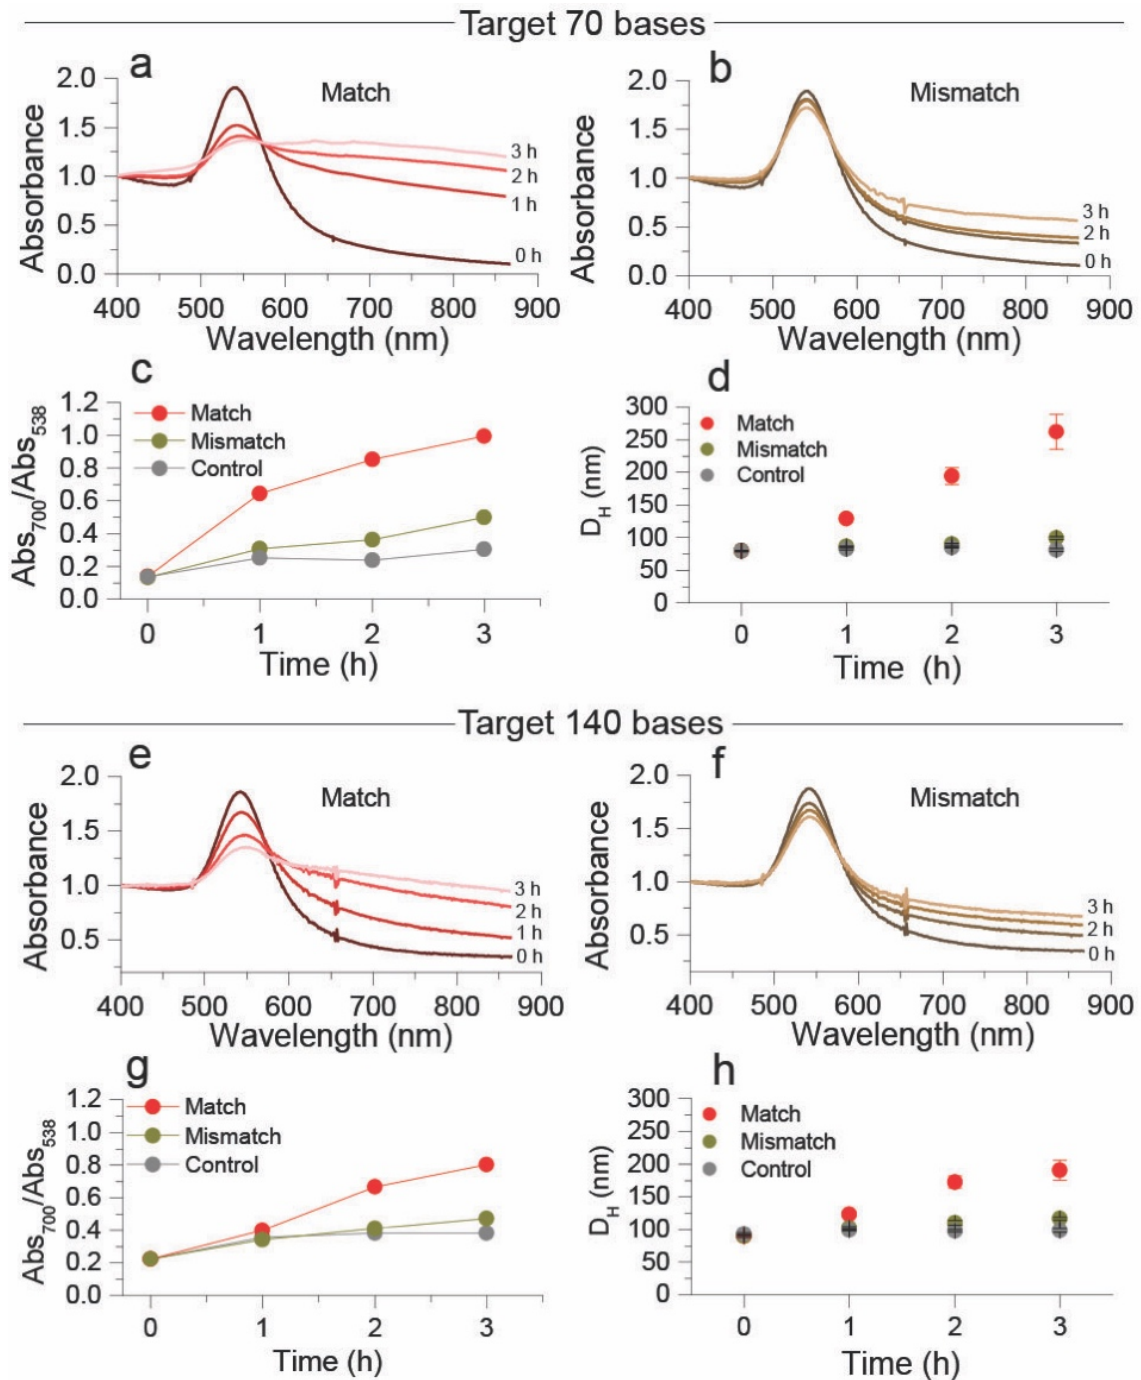 Target 70 bases
a
Match
Absorbance
2.0
1.5
1.0
0.5
0.0
3 h
2 h
1 h
0 h
400 500 600 700 800 900
Wavelength (nm)
b
Mismatch
Absorbance
2.0
1.5
1.0
0.5
0.0
3 h
2 h
0 h
400 500 600 700 800 900
Wavelength (nm)
c
Abs700/Abs538
1.2
1.0
0.8
0.6
0.4
0.2
0.0
Match
Mismatch
Control
0 1 2 3
Time (h)
d
DH (nm)
300
250
200
150
100
50
0
Match
Mismatch
Control
0 1 2 3
Time (h)
Target 140 bases
e
Match
Absorbance
2.0
1.5
1.0
0.5
3 h
2 h
1 h
0 h
400 500 600 700 800 900
Wavelength (nm)
f
Mismatch
Absorbance
2.0
1.5
1.0
0.5
3 h
2 h
0 h
400 500 600 700 800 900
Wavelength (nm)
g
Abs700/Abs538
1.2
1.0
0.8
0.6
0.4
0.2
0.0
Match
Mismatch
Control
0 1 2 3
Time (h)
h
DH (nm)
300
250
200
150
100
50
0
Match
Mismatch
Control
0 1 2 3
Time (h)